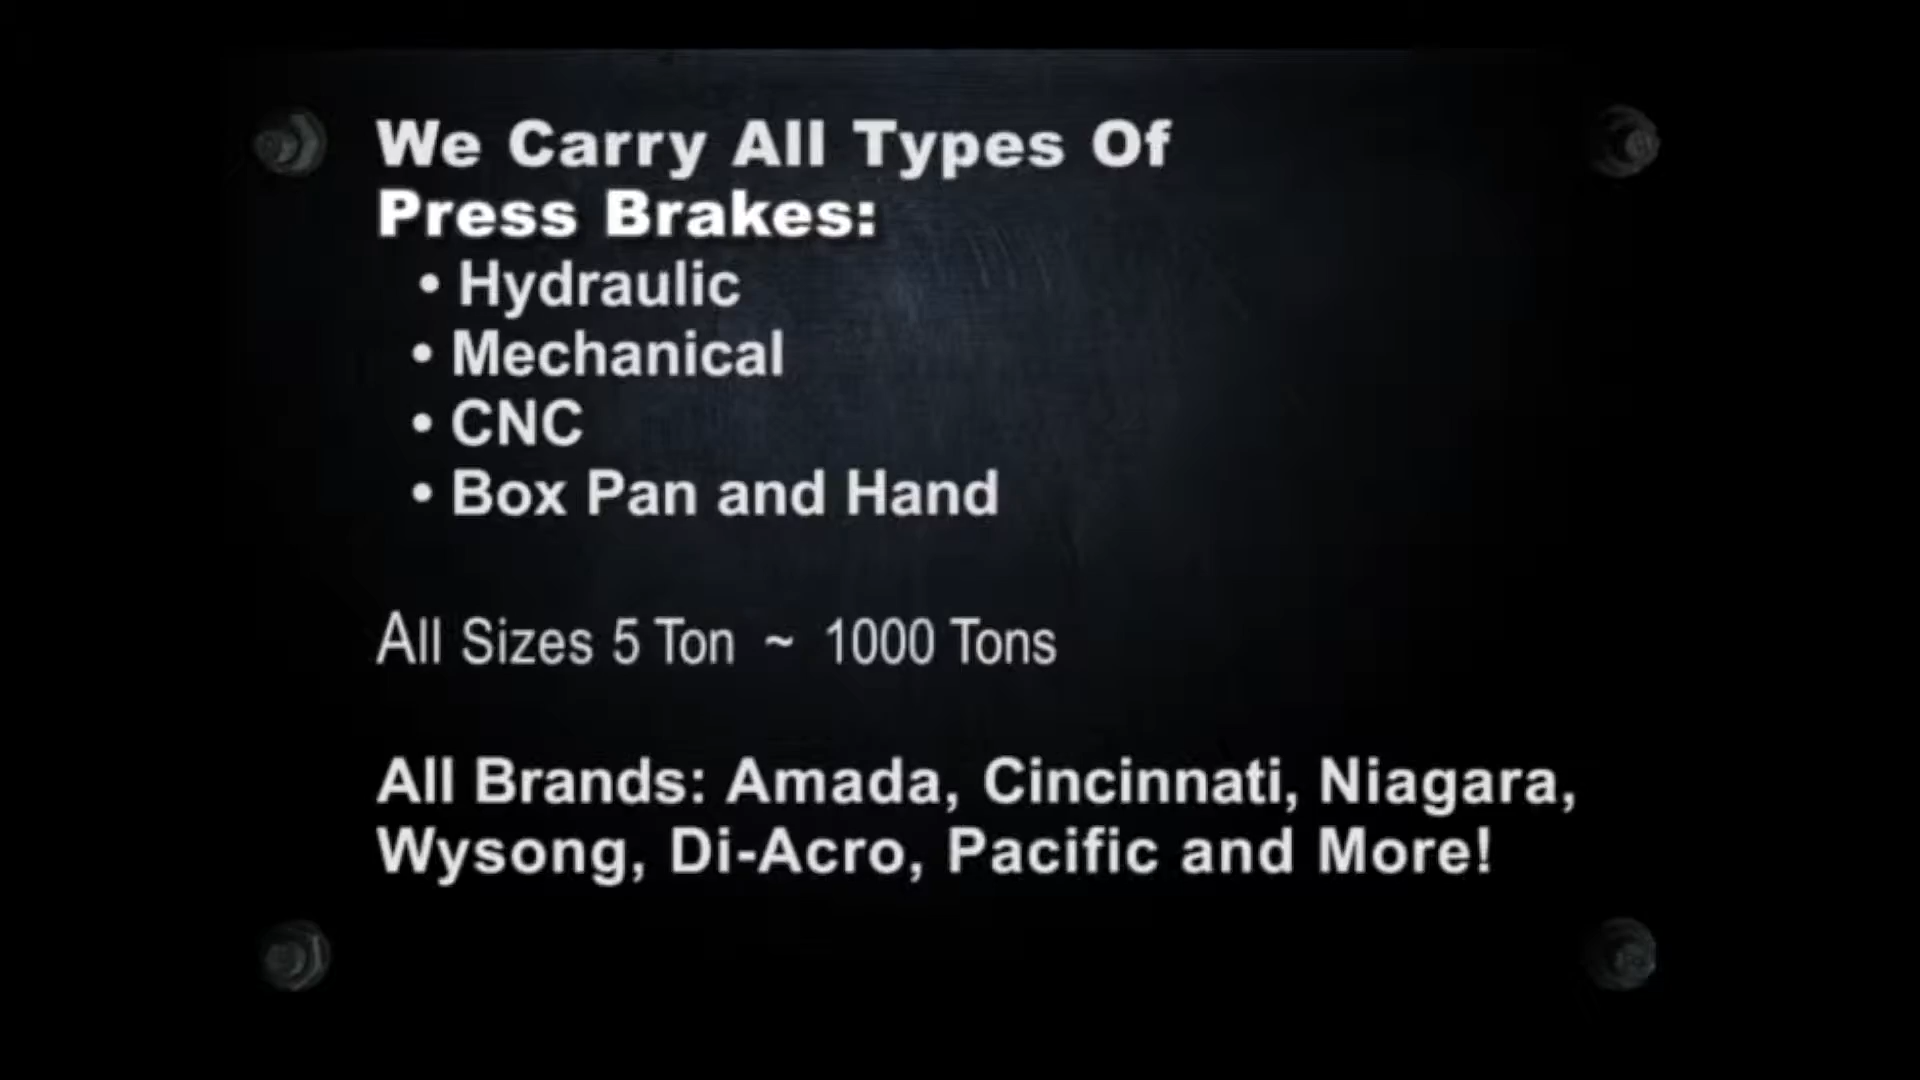 We Carry All Types Of
Press Brakes:
• Hydraulic
• Mechanical
• CNC
• Box Pan and Hand
All Sizes 5 Ton ~ 1000 Tons
All Brands: Amada, Cincinnati, Niagara,
Wysong, Di-Acro, Pacific and More!